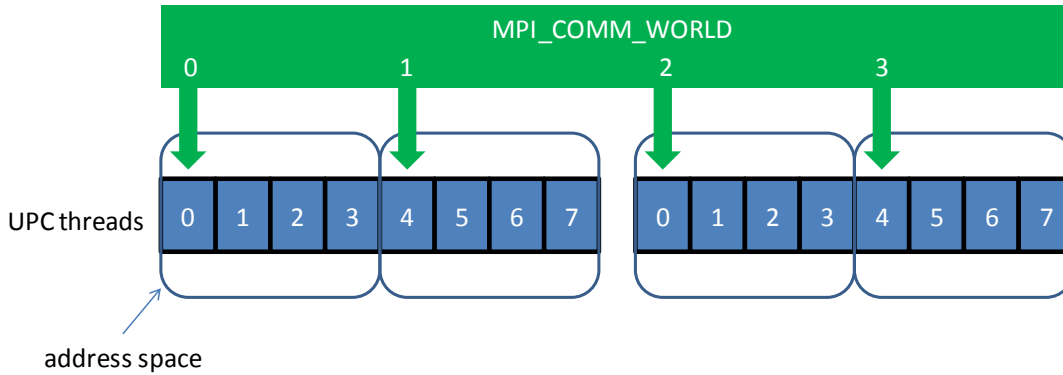 MPI_COMM_WORLD
0 1 2 3
UPC threads 0 1 2 3 4 5 6 7 0 1 2 3 4 5 6 7
address space